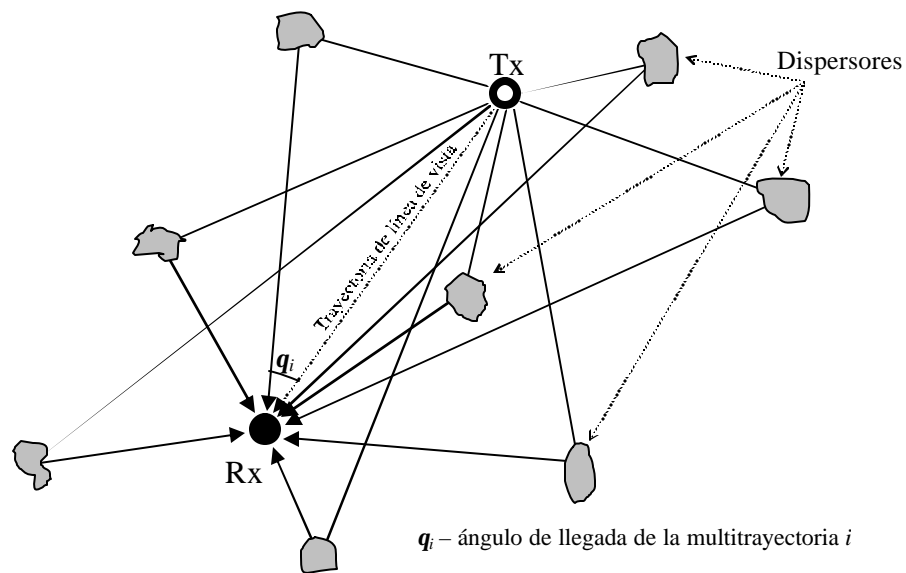 Tx
Dispersores
Trayectoria de línea de vista
qi
Rx
qi – ángulo de llegada de la multitrayectoria i